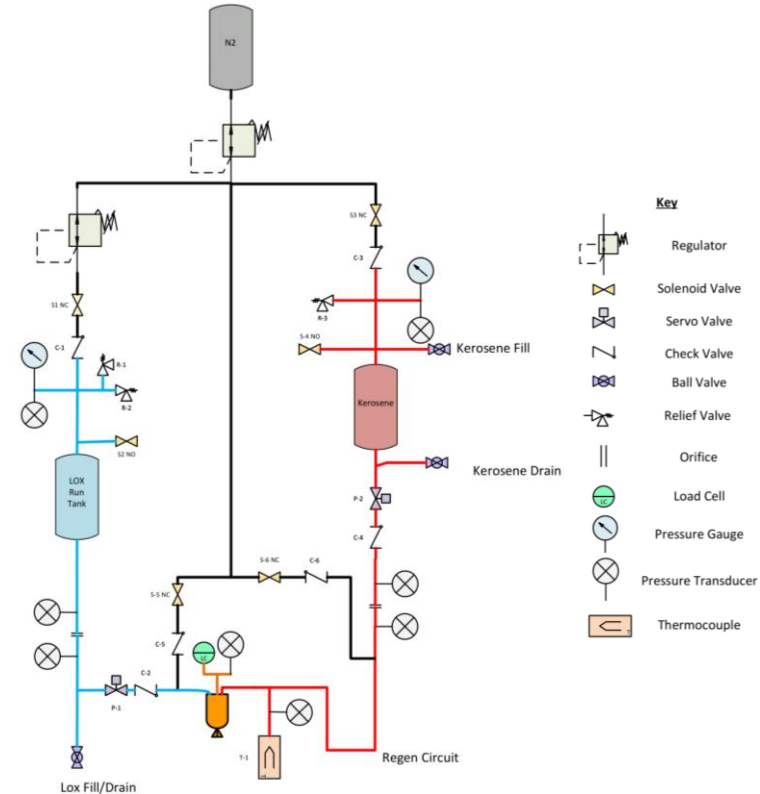 N2
S3 NC
C-3
S1 NC
R-3
C-1
S-4 NO
Kerosene Fill
R-1
R-2
Kerosene
S2 NO
LOX
Run
Tank
Kerosene Drain
P-2
C-4
S-6 NC
C-6
S-5 NC
C-5
LC
C-2
P-1
T-1
Regen Circuit
Lox Fill/Drain
Key
Regulator
Solenoid Valve
Servo Valve
Check Valve
Ball Valve
Relief Valve
Orifice
LC
Load Cell
Pressure Gauge
Pressure Transducer
Thermocouple